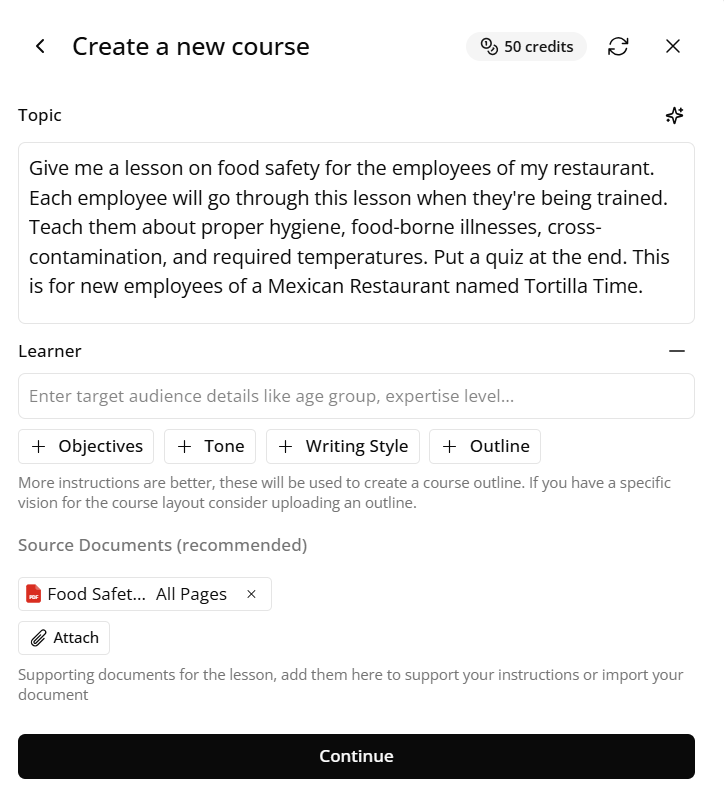 Create a new course
50 credits
Topic
Give me a lesson on food safety for the employees of my restaurant.
Each employee will go through this lesson when they're being trained.
Teach them about proper hygiene, food-borne illnesses, cross-
contamination, and required temperatures. Put a quiz at the end. This
is for new employees of a Mexican Restaurant named Tortilla Time.
Learner
Enter target audience details like age group, expertise level...
Objectives
Tone
Writing Style
Outline
More instructions are better, these will be used to create a course outline. If you have a specific
vision for the course layout consider uploading an outline.
Source Documents (recommended)
PDF Food Safet... All Pages
Attach
Supporting documents for the lesson, add them here to support your instructions or import your
document
Continue